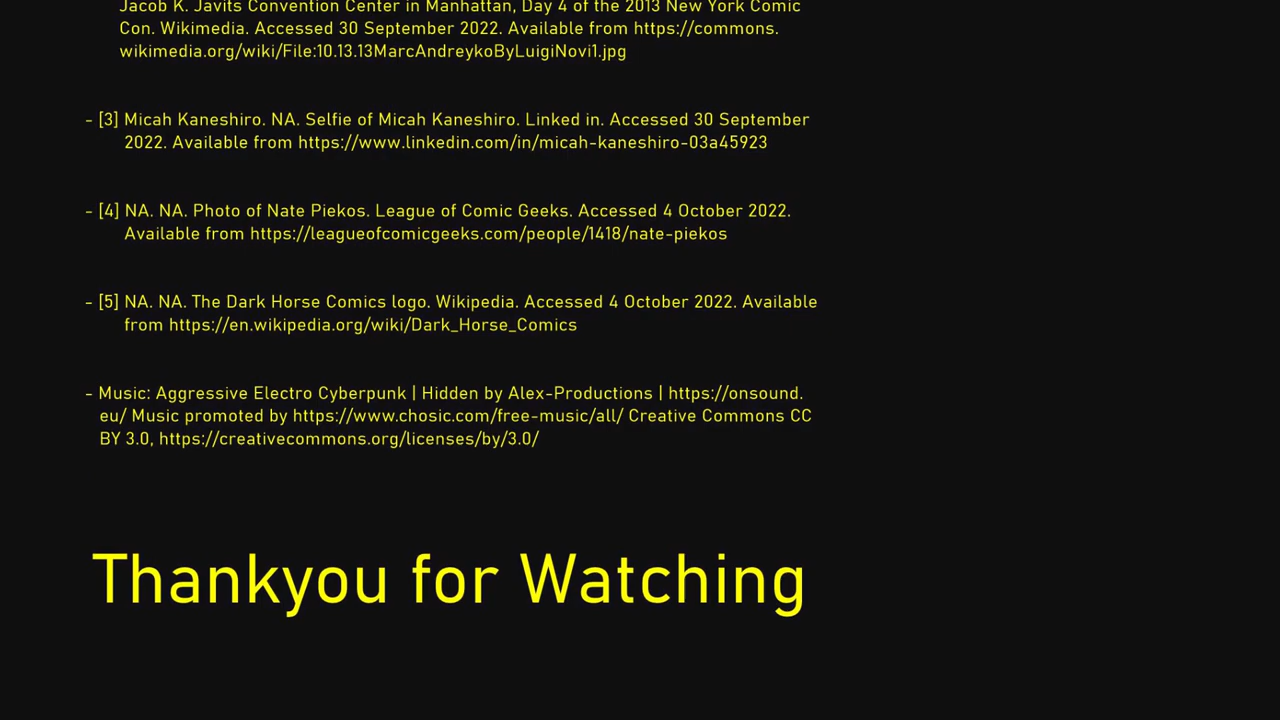 Jacob K. Javits Convention Center in Manhattan, Day 4 of the 2013 New York Comic
Con. Wikimedia. Accessed 30 September 2022. Available from https://commons.
wikimedia.org/wiki/File:10.13.13MarcAndreykoByLuigiNovi1.jpg
- [3] Micah Kaneshiro. NA. Selfie of Micah Kaneshiro. Linked in. Accessed 30 September
2022. Available from https://www.linkedin.com/in/micah-kaneshiro-03a45923
- [4] NA. NA. Photo of Nate Piekos. League of Comic Geeks. Accessed 4 October 2022.
Available from https://leagueofcomicgeeks.com/people/1418/nate-piekos
- [5] NA. NA. The Dark Horse Comics logo. Wikipedia. Accessed 4 October 2022. Available
from https://en.wikipedia.org/wiki/Dark_Horse_Comics
- Music: Aggressive Electro Cyberpunk | Hidden by Alex-Productions | https://onsound.
eu/ Music promoted by https://www.chosic.com/free-music/all/ Creative Commons CC
BY 3.0, https://creativecommons.org/licenses/by/3.0/
Thankyou for Watching